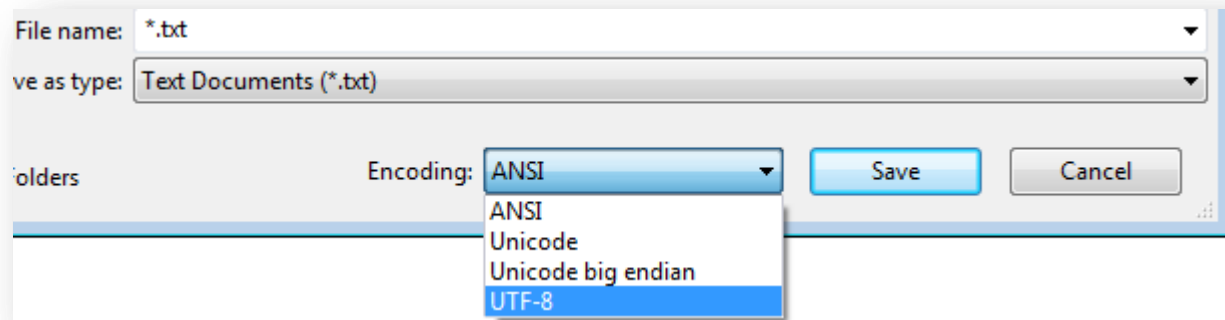 File name: *.txt
ve as type: Text Documents (*.txt)
olders Encoding: ANSI Save Cancel
ANSI
Unicode
Unicode big endian
UTF-8